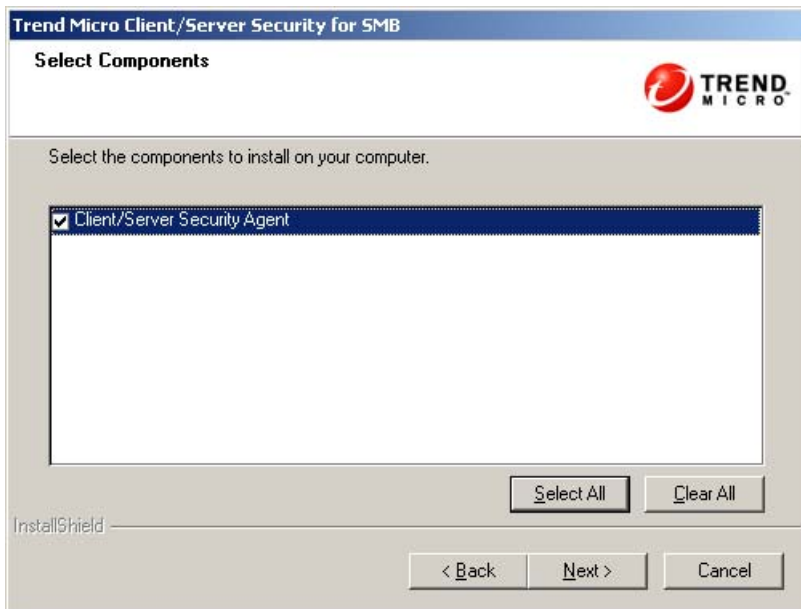 Trend Micro Client/Server Security for SMB
Select Components
TREND
MICRO™
Select the components to install on your computer.
Client/Server Security Agent
Select All
Clear All
InstallShield
< Back
Next >
Cancel